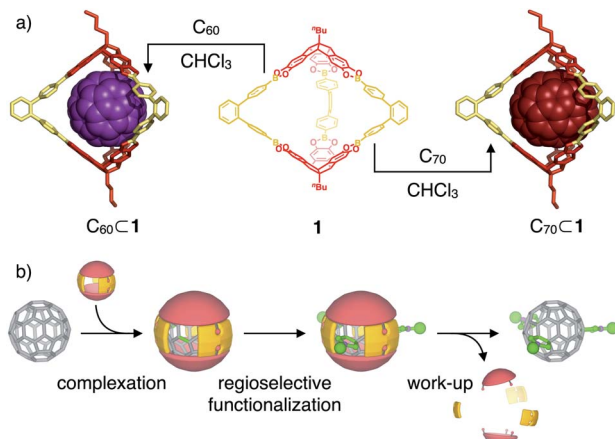 a)
C₆₀
CHCl₃
ⁿBu
O O O O
B B B
B B B
O O O O
ⁿBu
C₇₀
CHCl₃
C₆₀⊂1
1
C₇₀⊂1
b)
complexation
regioselective
functionalization
work-up